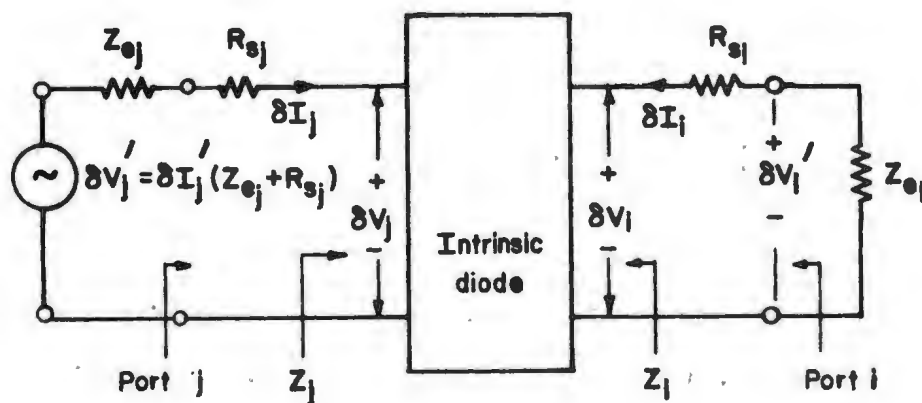 Z_ej R_sj R_si
δI_j δI_i
~ δV_j' = δI_j' (Z_ej + R_sj)
+ δV_j −
+ δV_i −
+ δV_i' −
Z_ei
Intrinsic
diode
Port j Z_j Z_i Port i